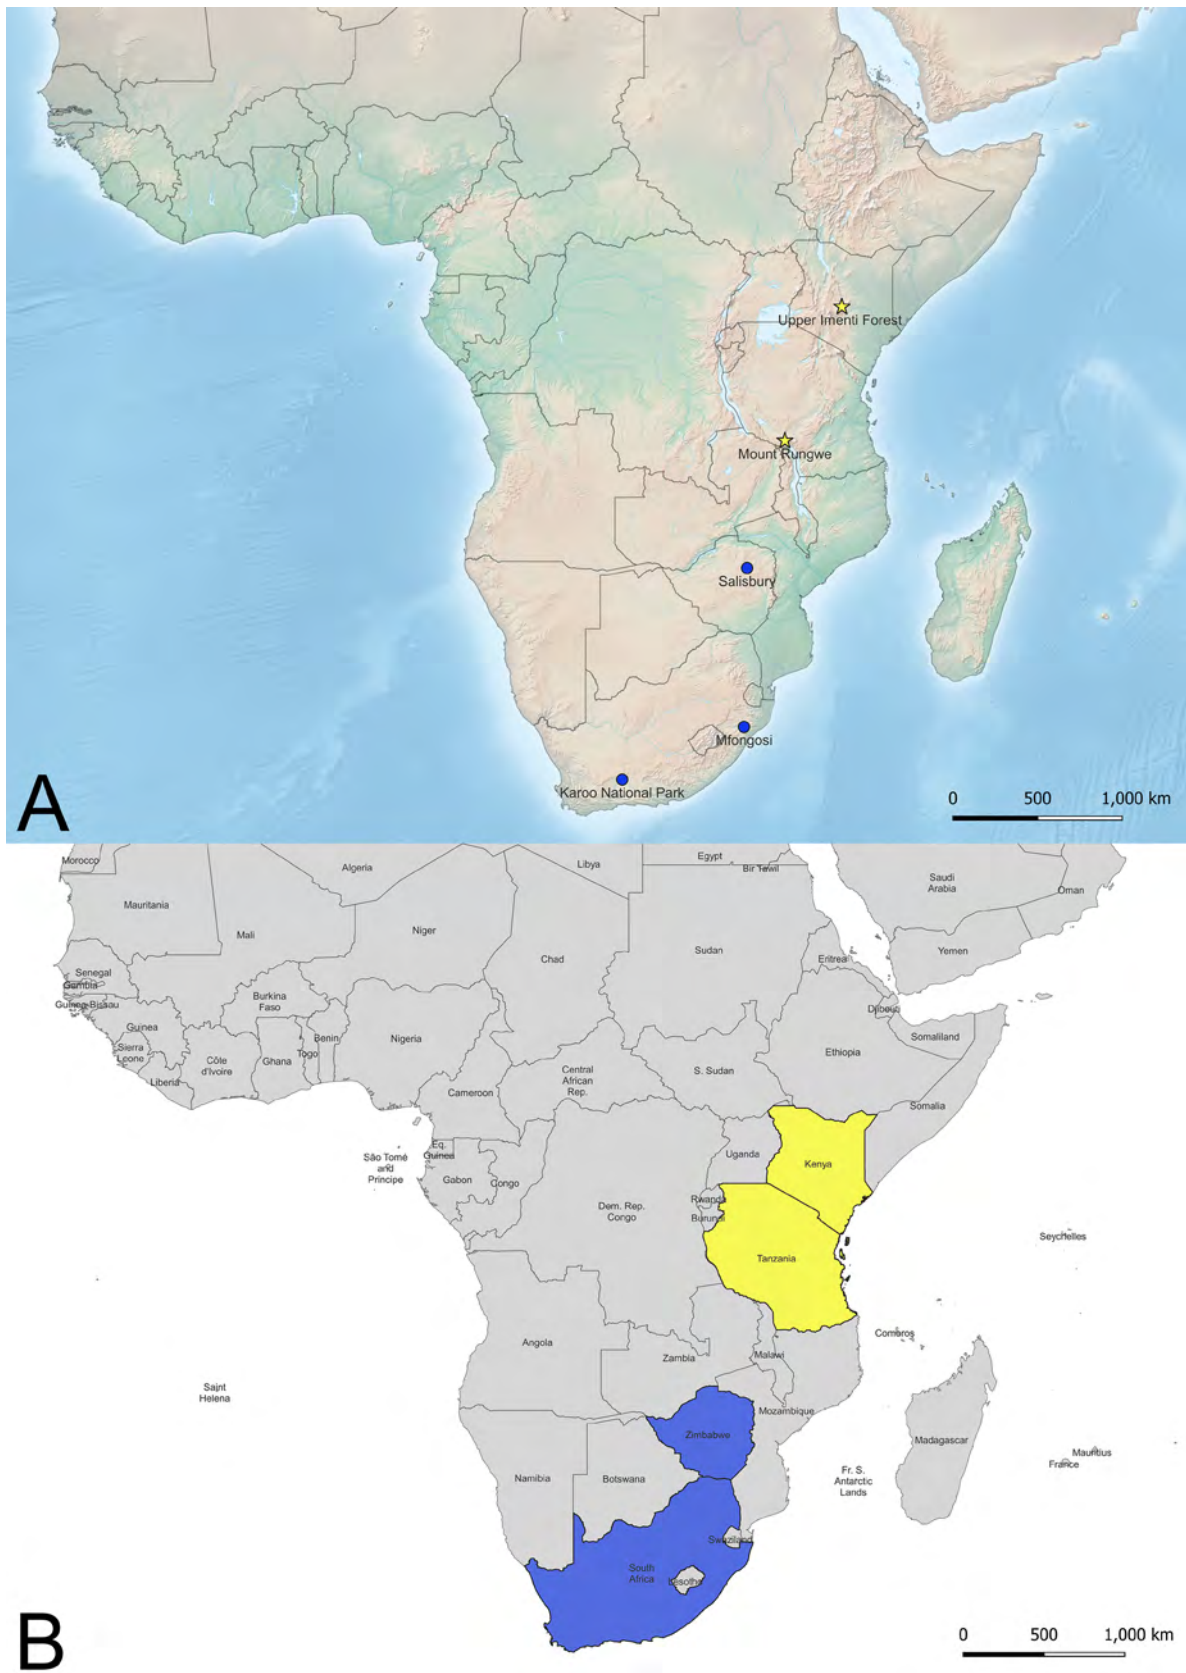 Upper Imenti Forest
Mount Rungwe
Salisbury
Mfongosi
Karoo National Park
A
0 500 1,000 km
Morocco
Algeria
Libya
Egypt
Bir Tawil
Saudi
Arabia
Oman
Mauritania
Mali
Niger
Chad
Sudan
Eritrea
Yemen
Senegal
Gambia
Guinea-Bissau
Guinea
Sierra
Leone
Liberia
Côte
d'Ivoire
Burkina
Faso
Ghana
Togo
Benin
Nigeria
Cameroon
Central
African
Rep.
S. Sudan
Ethiopia
Djibouti
Somaliland
Somalia
São Tomé
and
Principe
Eq.
Guinea
Gabon
Congo
Dem. Rep.
Congo
Uganda
Kenya
Rwanda
Burundi
Tanzania
Seychelles
Comoros
Angola
Zambia
Malawi
Mozambique
Saint
Helena
Zimbabwe
Namibia
Botswana
Madagascar
Mauritius
France
Fr. S.
Antarctic
Lands
Swaziland
South
Africa
Lesotho
B
0 500 1,000 km